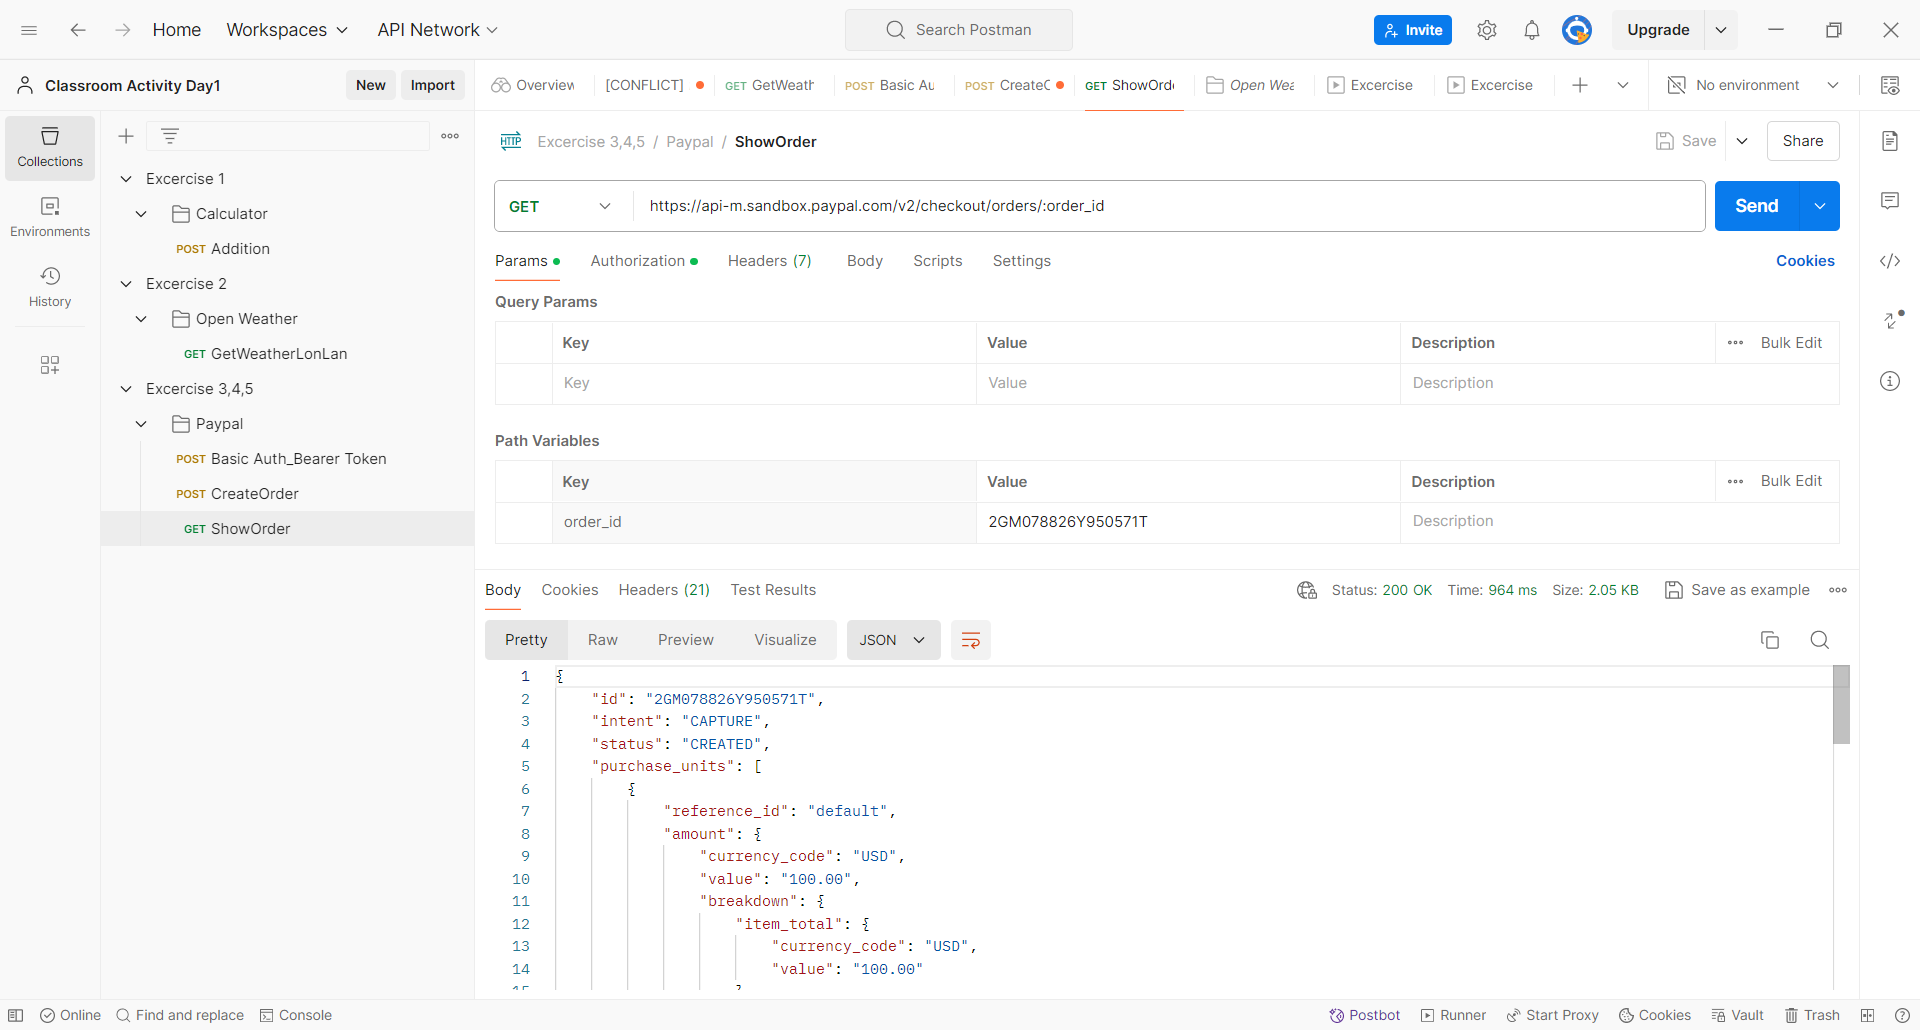 Home
Workspaces
API Network
Search Postman
Invite
Upgrade
Classroom Activity Day1
New
Import
Overview
[CONFLICT]
GET GetWeath
POST Basic Au
POST CreateO
GET ShowOrde
Open Wea
Excercise
Excercise
No environment
Collections
Environments
History
Excercise 1
Calculator
POST Addition
Excercise 2
Open Weather
GET GetWeatherLonLan
Excercise 3,4,5
Paypal
POST Basic Auth_Bearer Token
POST CreateOrder
GET ShowOrder
HTTP Excercise 3,4,5 / Paypal / ShowOrder
Save
Share
GET
https://api-m.sandbox.paypal.com/v2/checkout/orders/:order_id
Send
Params
Authorization
Headers (7)
Body
Scripts
Settings
Cookies
Query Params
Key Value Description Bulk Edit
Key Value Description
Path Variables
Key Value Description Bulk Edit
order_id 2GM078826Y950571T Description
Body
Cookies
Headers (21)
Test Results
Status: 200 OK Time: 964 ms Size: 2.05 KB
Save as example
Pretty
Raw
Preview
Visualize
JSON
1 {
2 "id": "2GM078826Y950571T",
3 "intent": "CAPTURE",
4 "status": "CREATED",
5 "purchase_units": [
6 {
7 "reference_id": "default",
8 "amount": {
9 "currency_code": "USD",
10 "value": "100.00",
11 "breakdown": {
12 "item_total": {
13 "currency_code": "USD",
14 "value": "100.00"
Online
Find and replace
Console
Postbot
Runner
Start Proxy
Cookies
Vault
Trash